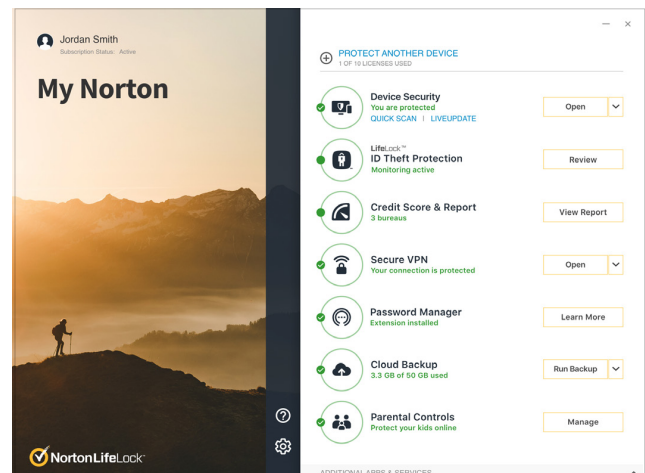 Jordan Smith
Subscription Status: Active
My Norton
NortonLifeLock
PROTECT ANOTHER DEVICE
1 OF 10 LICENSES USED
Device Security
You are protected
QUICK SCAN | LIVEUPDATE
Open
LifeLock™
ID Theft Protection
Monitoring active
Review
Credit Score & Report
3 bureaus
View Report
Secure VPN
Your connection is protected
Open
Password Manager
Extension installed
Learn More
Cloud Backup
3.3 GB of 50 GB used
Run Backup
Parental Controls
Protect your kids online
Manage
ADDITIONAL APPS & SERVICES